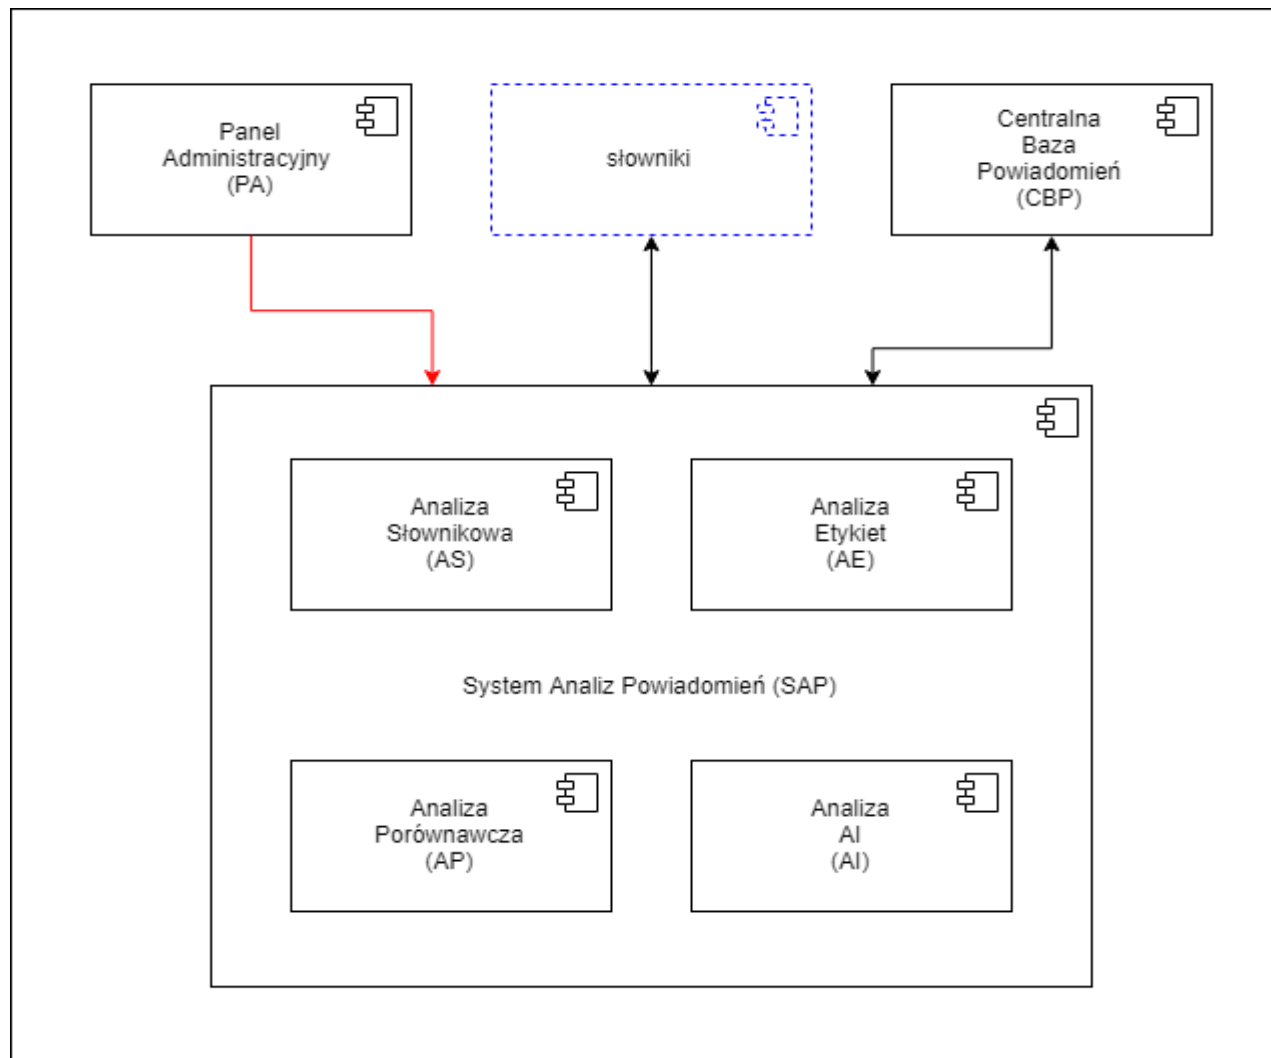 Panel
Administracyjny
(PA)
słowniki
Centralna
Baza
Powiadomień
(CBP)
Analiza
Słownikowa
(AS)
Analiza
Etykiet
(AE)
System Analiz Powiadomień (SAP)
Analiza
Porównawcza
(AP)
Analiza
AI
(AI)